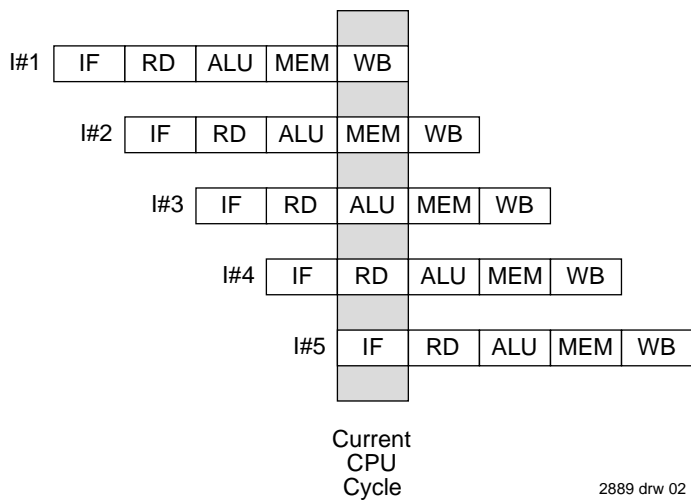 I#1 IF RD ALU MEM WB
I#2 IF RD ALU MEM WB
I#3 IF RD ALU MEM WB
I#4 IF RD ALU MEM WB
I#5 IF RD ALU MEM WB
Current
CPU
Cycle
2889 drw 02